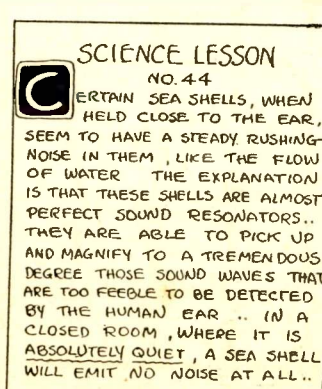 SCIENCE LESSON
NO. 44
CERTAIN SEA SHELLS, WHEN
HELD CLOSE TO THE EAR,
SEEM TO HAVE A STEADY RUSHING
NOISE IN THEM, LIKE THE FLOW
OF WATER THE EXPLANATION
IS THAT THESE SHELLS ARE ALMOST
PERFECT SOUND RESONATORS..
THEY ARE ABLE TO PICK UP
AND MAGNIFY TO A TREMENDOUS
DEGREE THOSE SOUND WAVES THAT
ARE TOO FEEBLE TO BE DETECTED
BY THE HUMAN EAR .. IN A
CLOSED ROOM, WHERE IT IS
ABSOLUTELY QUIET, A SEA SHELL
WILL EMIT NO NOISE AT ALL..